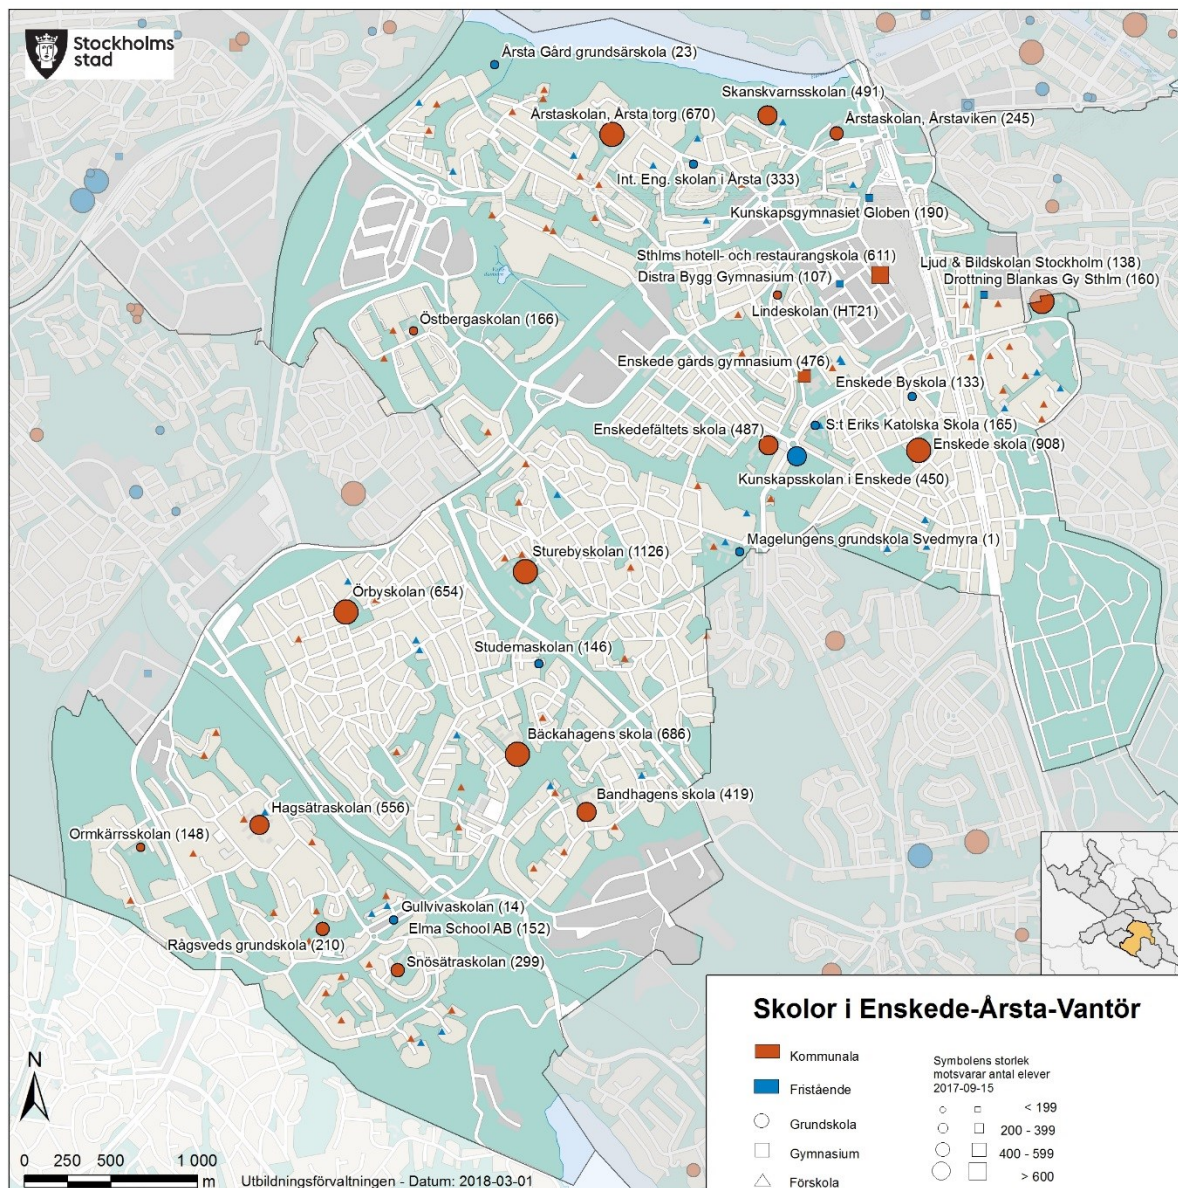 Stockholms
stad
Årsta Gård grundsärskola (23)
Skanskvarnsskolan (491)
Årstaskolan, Årsta torg (670)
Årstaskolan, Årstaviken (245)
Int. Eng. skolan i Årsta (333)
Kunskapsgymnasiet Globen (190)
Sthlms hotell- och restaurangskola (611)
Ljud & Bildskolan Stockholm (138)
Distra Bygg Gymnasium (107)
Drottning Blankas Gy Sthlm (160)
Lindeskolan (HT21)
Östbergaskolan (166)
Enskede gårds gymnasium (476)
Enskede Byskola (133)
Enskedefältets skola (487)
S:t Eriks Katolska Skola (165)
Enskede skola (908)
Kunskapsskolan i Enskede (450)
Magelungens grundskola Svedmyra (1)
Sturebyskolan (1126)
Örbyskolan (654)
Studemaskolan (146)
Bäckahagens skola (686)
Bandhagens skola (419)
Hagsätraskolan (556)
Ormkärrsskolan (148)
Gullvivaskolan (14)
Elma School AB (152)
Rågsveds grundskola (210)
Snösätraskolan (299)
Skolor i Enskede-Årsta-Vantör
Kommunala
Fristående
Grundskola
Gymnasium
Förskola
Symbolens storlek
motsvarar antal elever
2017-09-15
< 199
200 - 399
400 - 599
> 600
N
0 250 500 1 000
m
Utbildningsförvaltningen - Datum: 2018-03-01